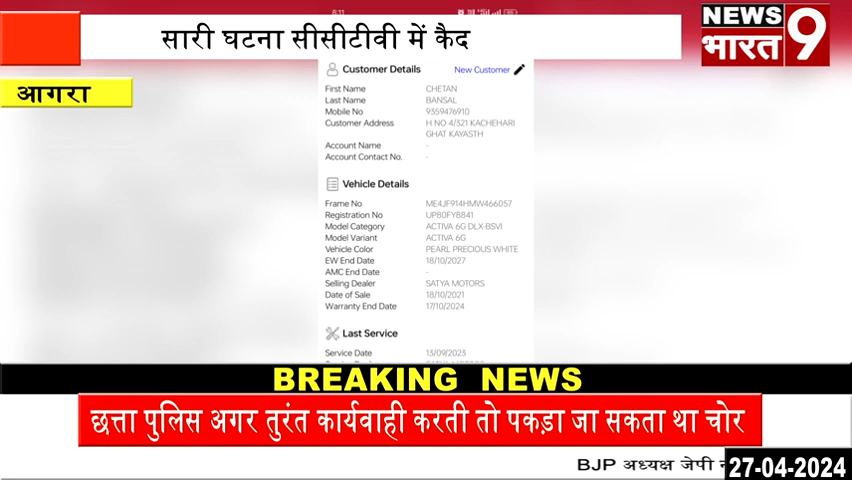 6:11
सारी घटना सीसीटीवी में कैद
NEWS
भारत 9
आगरा
Customer Details
New Customer
First Name CHETAN
Last Name BANSAL
Mobile No 9359476910
Customer Address H NO 4/321 KACHEHARI
GHAT KAYASTH
Account Name -
Account Contact No. -
Vehicle Details
Frame No ME4JF914HMW466057
Registration No UP80FY8841
Model Category ACTIVA 6G DLX-BSVI
Model Variant ACTIVA 6G
Vehicle Color PEARL PRECIOUS WHITE
EW End Date 18/10/2027
AMC End Date -
Selling Dealer SATYA MOTORS
Date of Sale 18/10/2021
Warranty End Date 17/10/2024
Last Service
Service Date 13/09/2023
BREAKING NEWS
छत्ता पुलिस अगर तुरंत कार्यवाही करती तो पकड़ा जा सकता था चोर
BJP अध्यक्ष जेपी
27-04-2024